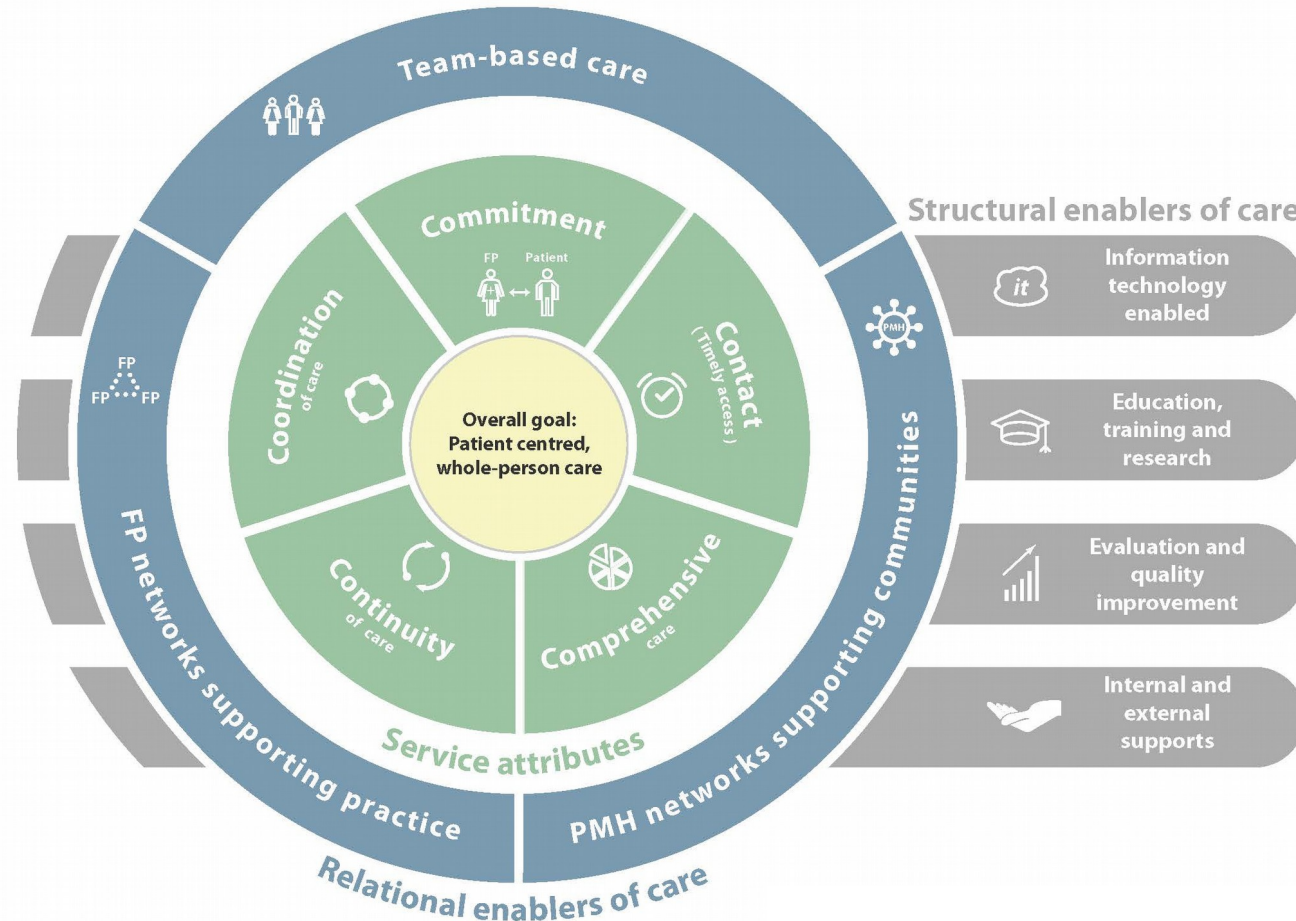 Team-based care
Structural enablers of care
Commitment
FP
Patient
Coordination
of care
Contact
(Timely access)
Overall goal:
Patient centred,
whole-person care
Continuity
of care
Comprehensive
care
Service attributes
FP
FP
FP
FP networks supporting practice
PMH
PMH networks supporting communities
Relational enablers of care
it
Information
technology
enabled
Education,
training and
research
Evaluation and
quality
improvement
Internal and
external
supports